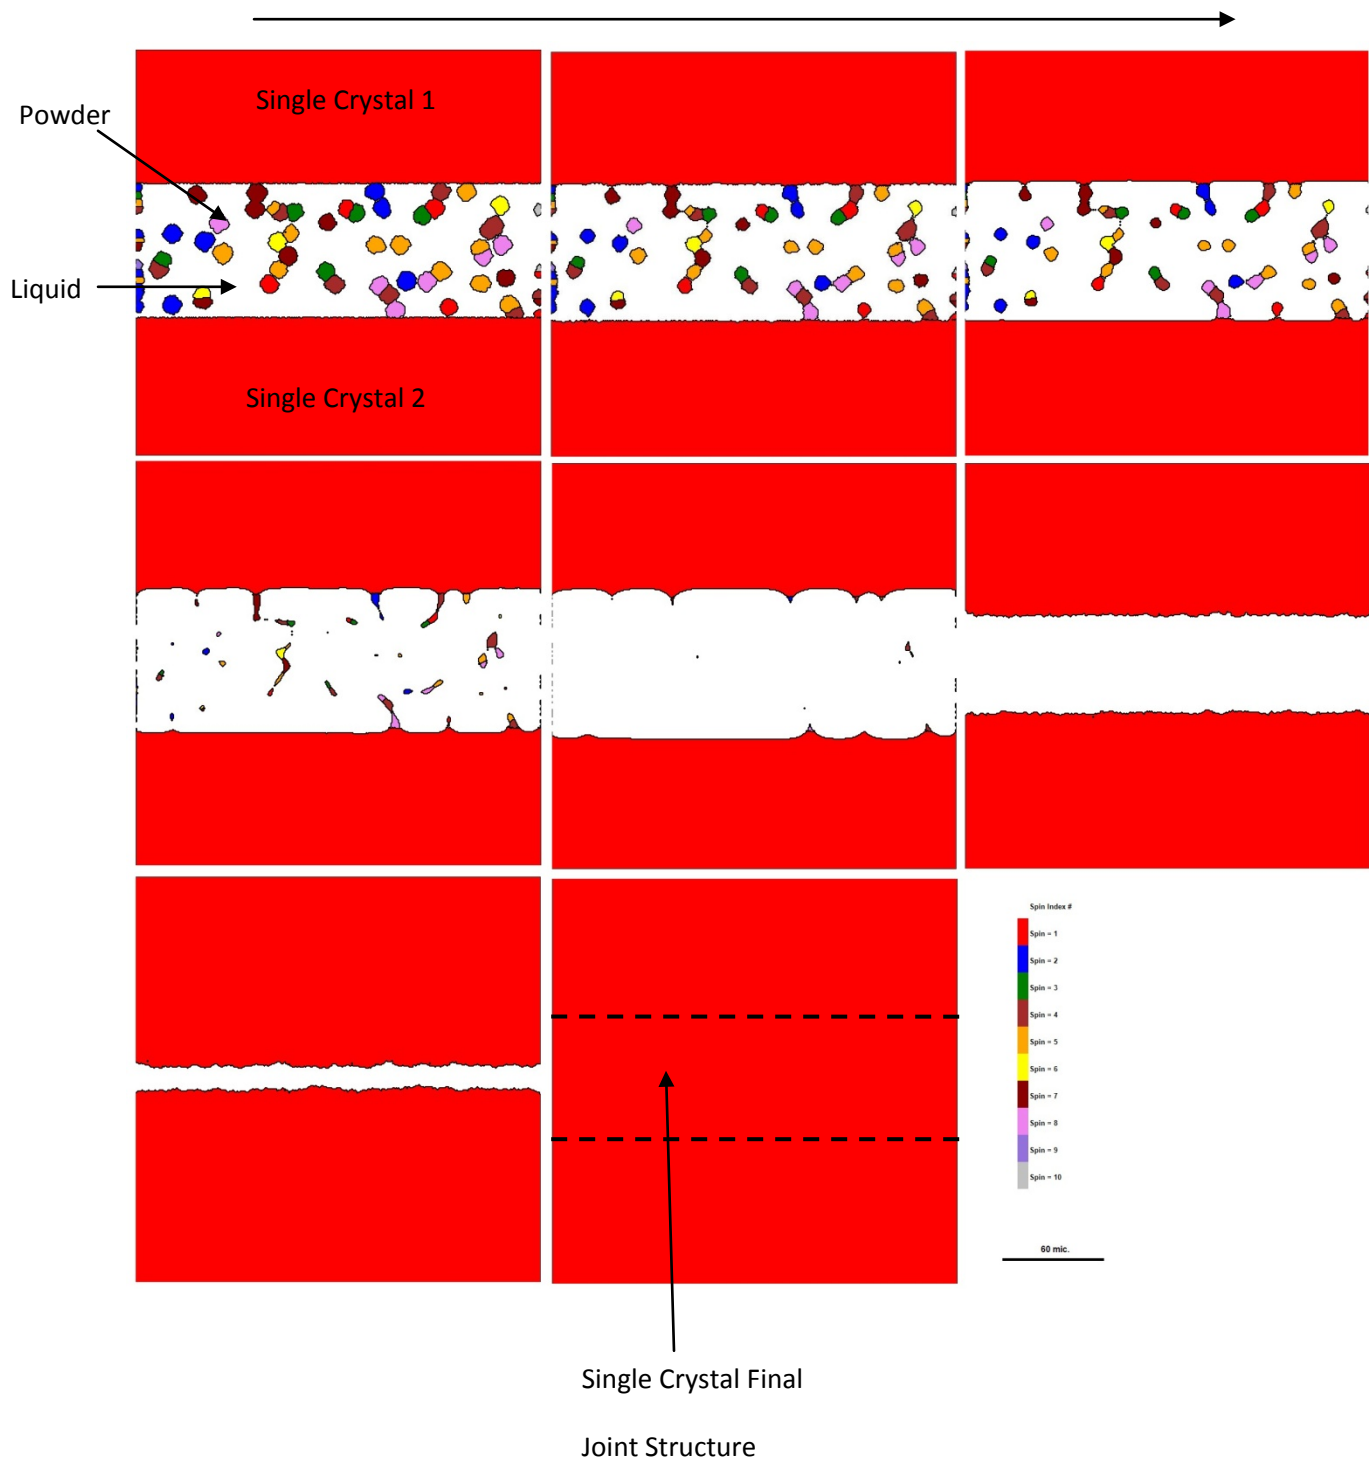 Single Crystal 1
Powder
Liquid
Single Crystal 2
Spin Index #
Spin = 1
Spin = 2
Spin = 3
Spin = 4
Spin = 5
Spin = 6
Spin = 7
Spin = 8
Spin = 9
Spin = 10
60 mic.
Single Crystal Final
Joint Structure